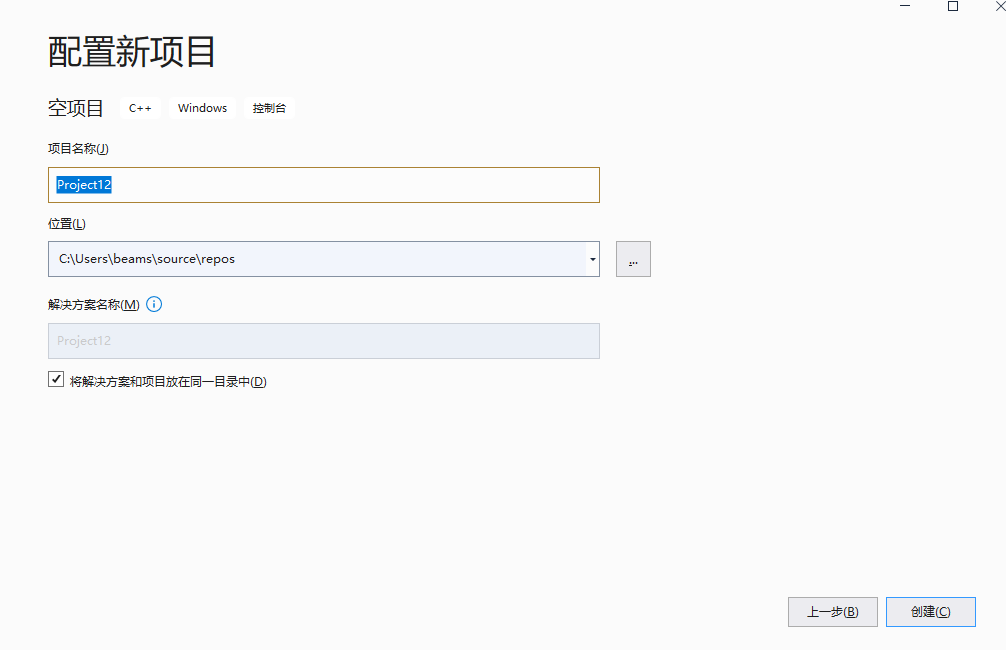 配置新项目
空项目 C++ Windows 控制台
项目名称(J)
Project12
位置(L)
C:\Users\beams\source\repos
...
解决方案名称(M)
Project12
将解决方案和项目放在同一目录中(D)
上一步(B) 创建(C)